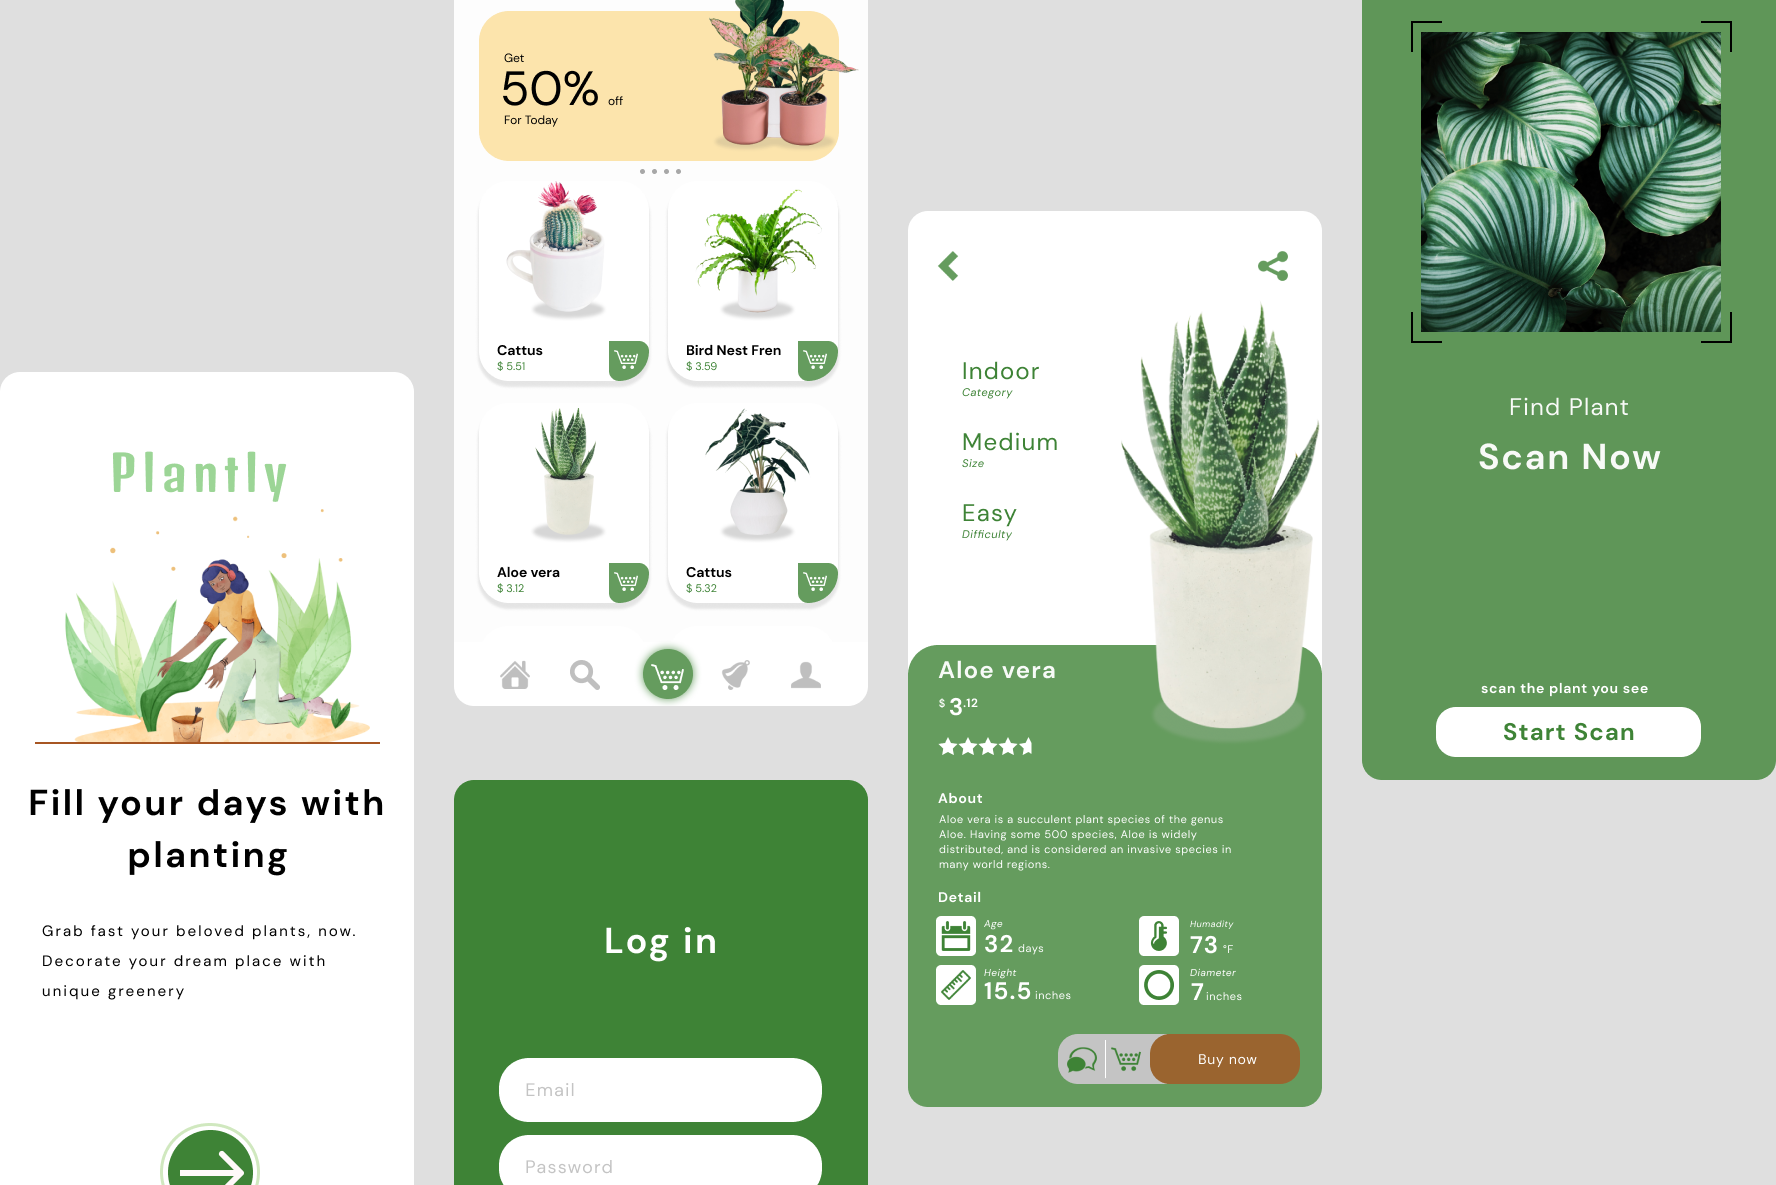 Plantly
Fill your days with
planting
Grab fast your beloved plants, now.
Decorate your dream place with
unique greenery
Get
50% off
For Today
Cattus
$ 5.51
Bird Nest Fren
$ 3.59
Aloe vera
$ 3.12
Cattus
$ 5.32
Log in
Email
Password
Indoor
Category
Medium
Size
Easy
Difficulty
Aloe vera
$ 3.12
About
Aloe vera is a succulent plant species of the genus
Aloe. Having some 500 species, Aloe is widely
distributed, and is considered an invasive species in
many world regions.
Detail
Age
32 days
Humadity
73 °F
Height
15.5 inches
Diameter
7 inches
Buy now
Find Plant
Scan Now
scan the plant you see
Start Scan